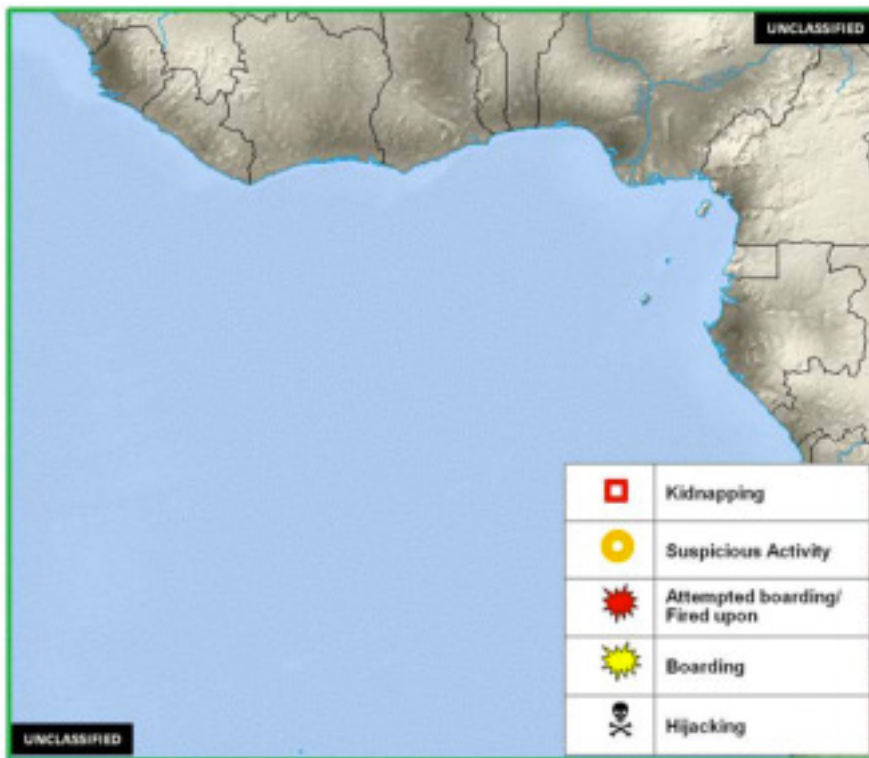 UNCLASSIFIED
Kidnapping
Suspicious Activity
Attempted boarding/
Fired upon
Boarding
Hijacking
UNCLASSIFIED